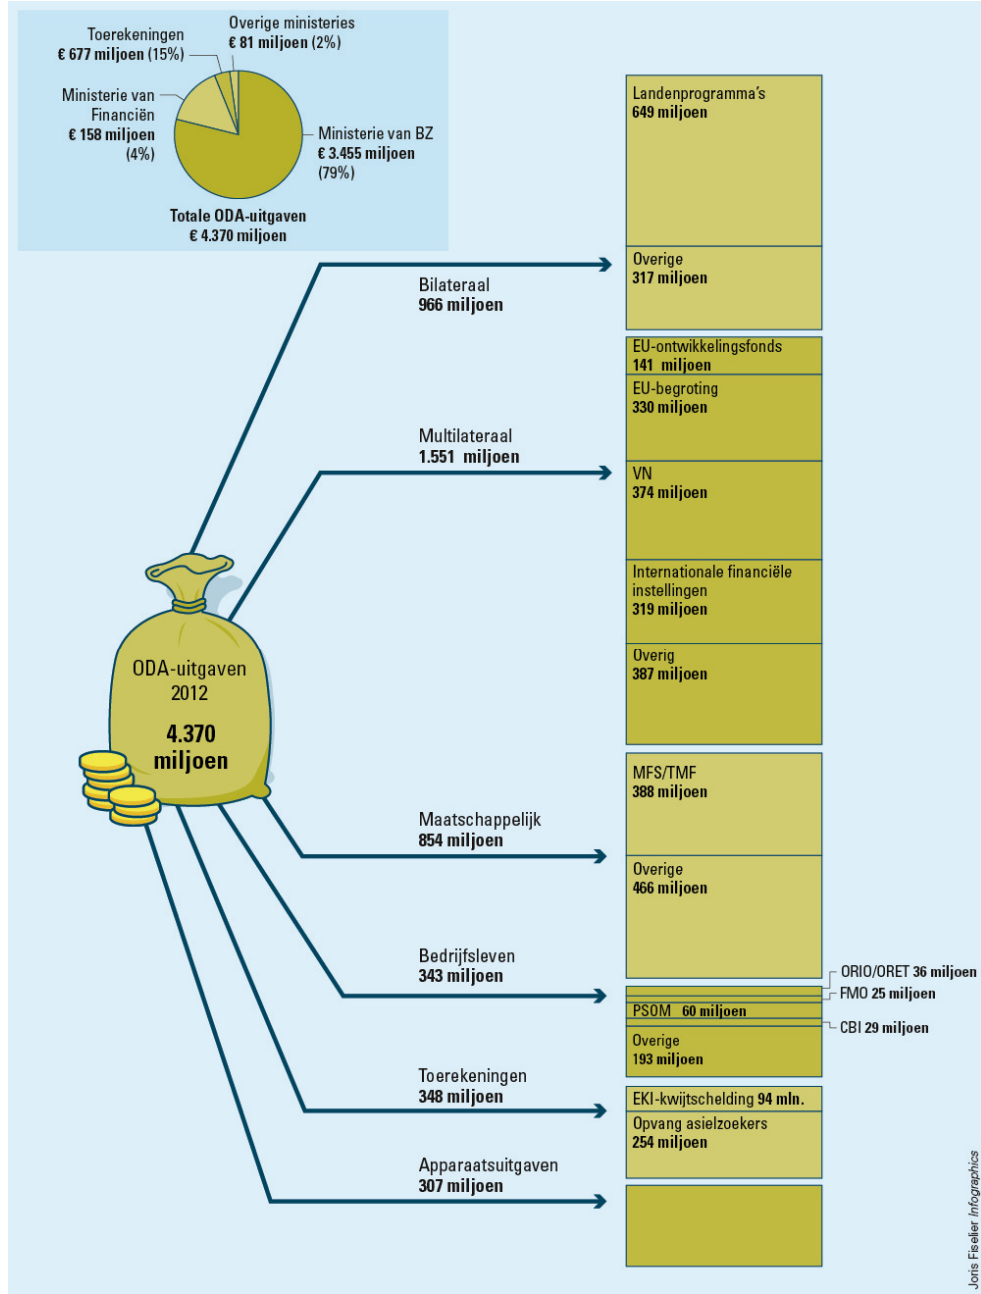 Overige ministeries
€ 81 miljoen (2%)
Toerekeningen
€ 677 miljoen (15%)
Ministerie van
Financiën
€ 158 miljoen
(4%)
Ministerie van BZ
€ 3.455 miljoen
(79%)
Totale ODA-uitgaven
€ 4.370 miljoen
ODA-uitgaven
2012
4.370
miljoen
Bilateraal
966 miljoen
Landenprogramma's
649 miljoen
Overige
317 miljoen
Multilateraal
1.551 miljoen
EU-ontwikkelingsfonds
141 miljoen
EU-begroting
330 miljoen
VN
374 miljoen
Internationale financiële
instellingen
319 miljoen
Overig
387 miljoen
Maatschappelijk
854 miljoen
MFS/TMF
388 miljoen
Overige
466 miljoen
Bedrijfsleven
343 miljoen
ORIO/ORET 36 miljoen
FMO 25 miljoen
PSOM 60 miljoen
CBI 29 miljoen
Overige
193 miljoen
Toerekeningen
348 miljoen
EKI-kwijtschelding 94 mln.
Opvang asielzoekers
254 miljoen
Apparaatsuitgaven
307 miljoen
Joris Fiselier Infographics